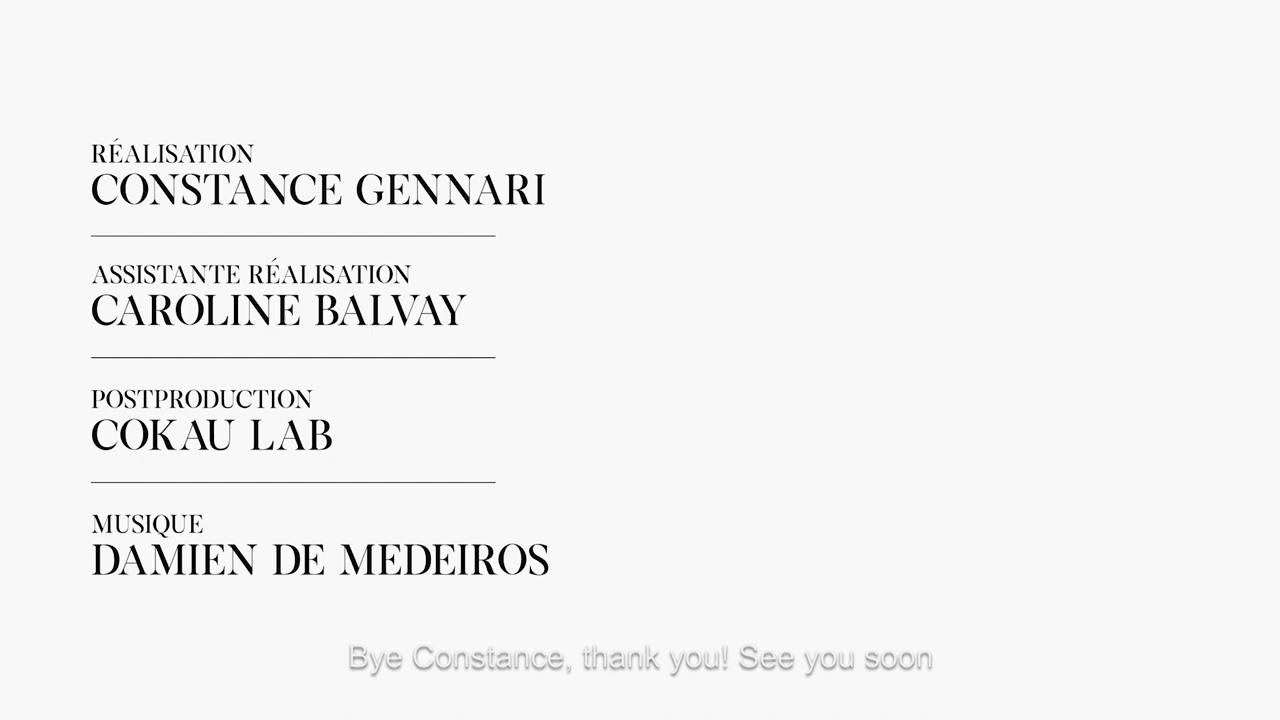 RÉALISATION
CONSTANCE GENNARI
ASSISTANTE RÉALISATION
CAROLINE BALVAY
POSTPRODUCTION
COKAU LAB
MUSIQUE
DAMIEN DE MEDEIROS
Bye Constance, thank you! See you soon